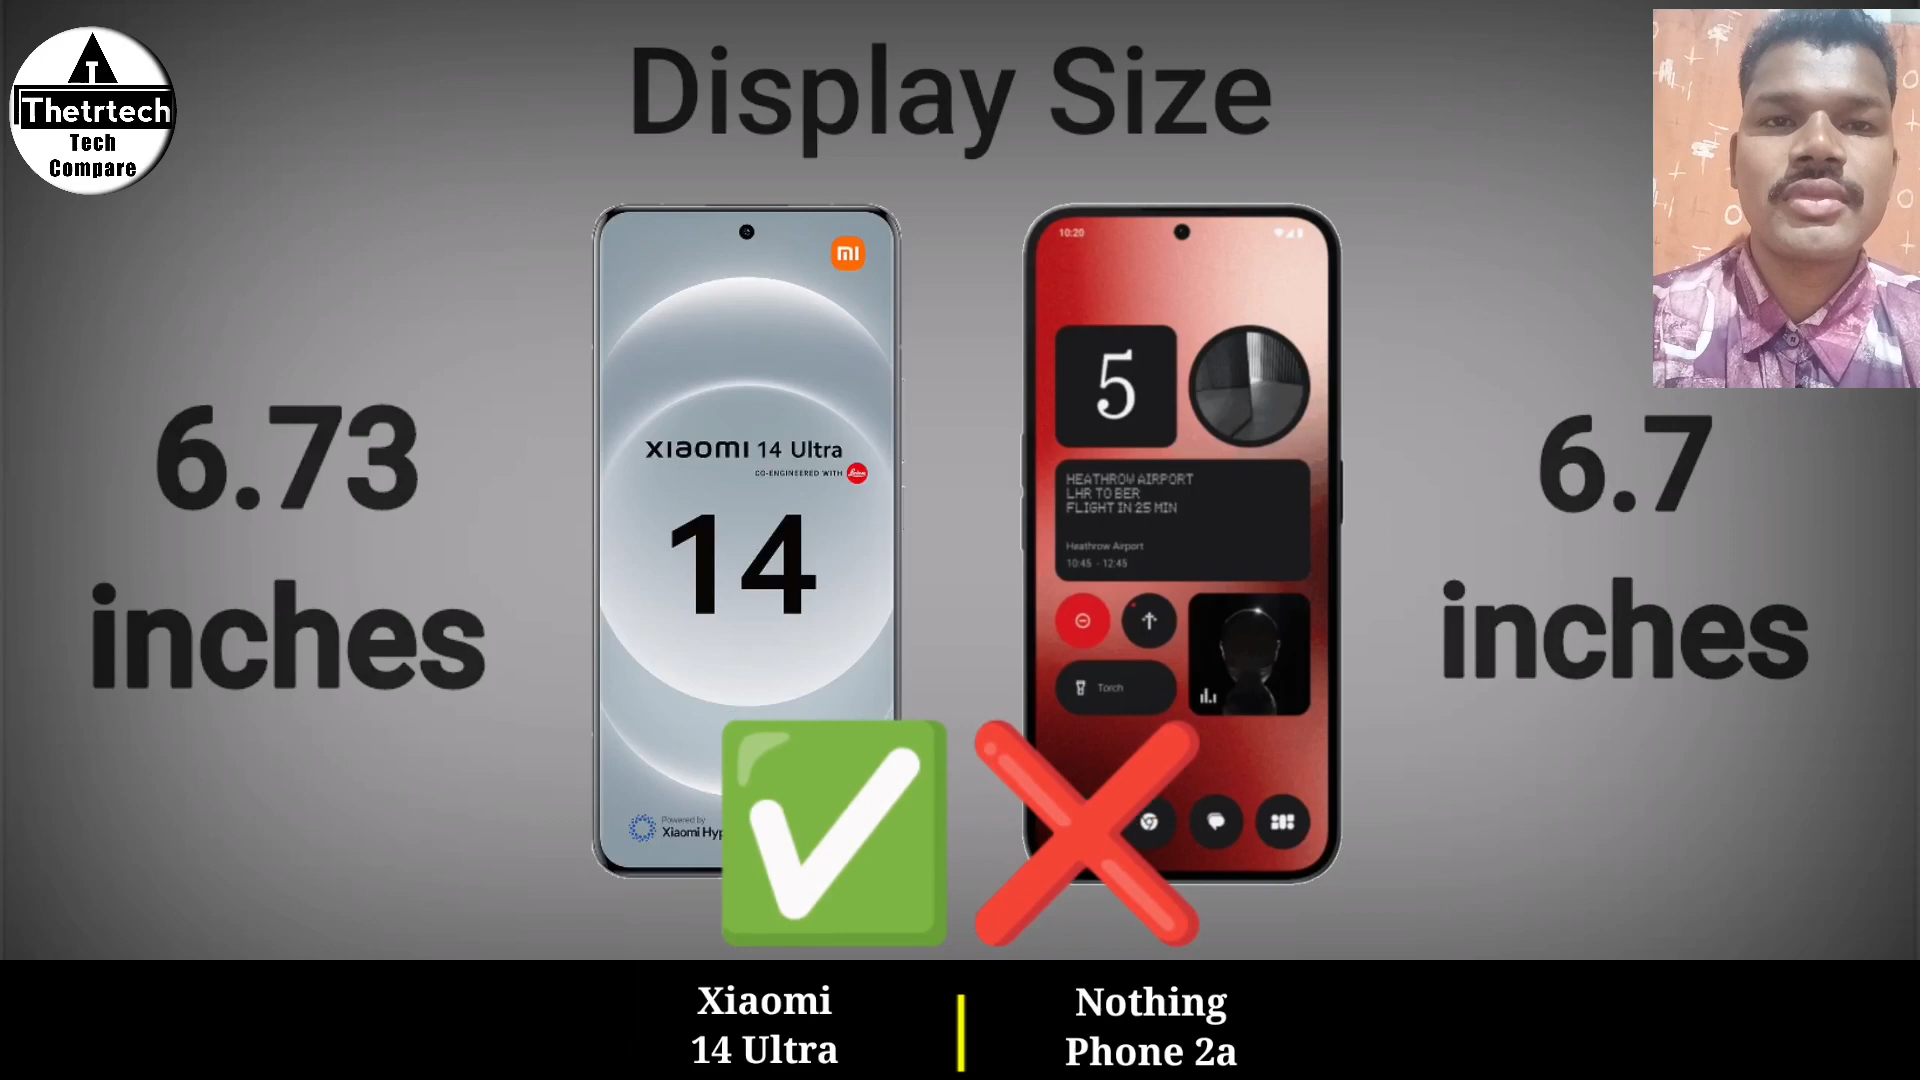 Display Size
T
Thetrtech
Tech
Compare
6.73
inches
mi
xiaomi 14 Ultra
CO-ENGINEERED WITH Leica
14
Powered by
Xiaomi Hyp
10:20
5
HEATHROW AIRPORT
LHR TO BER
FLIGHT IN 25 MIN
Heathrow Airport
10:45 - 12:45
Torch
6.7
inches
Xiaomi
14 Ultra
Nothing
Phone 2a